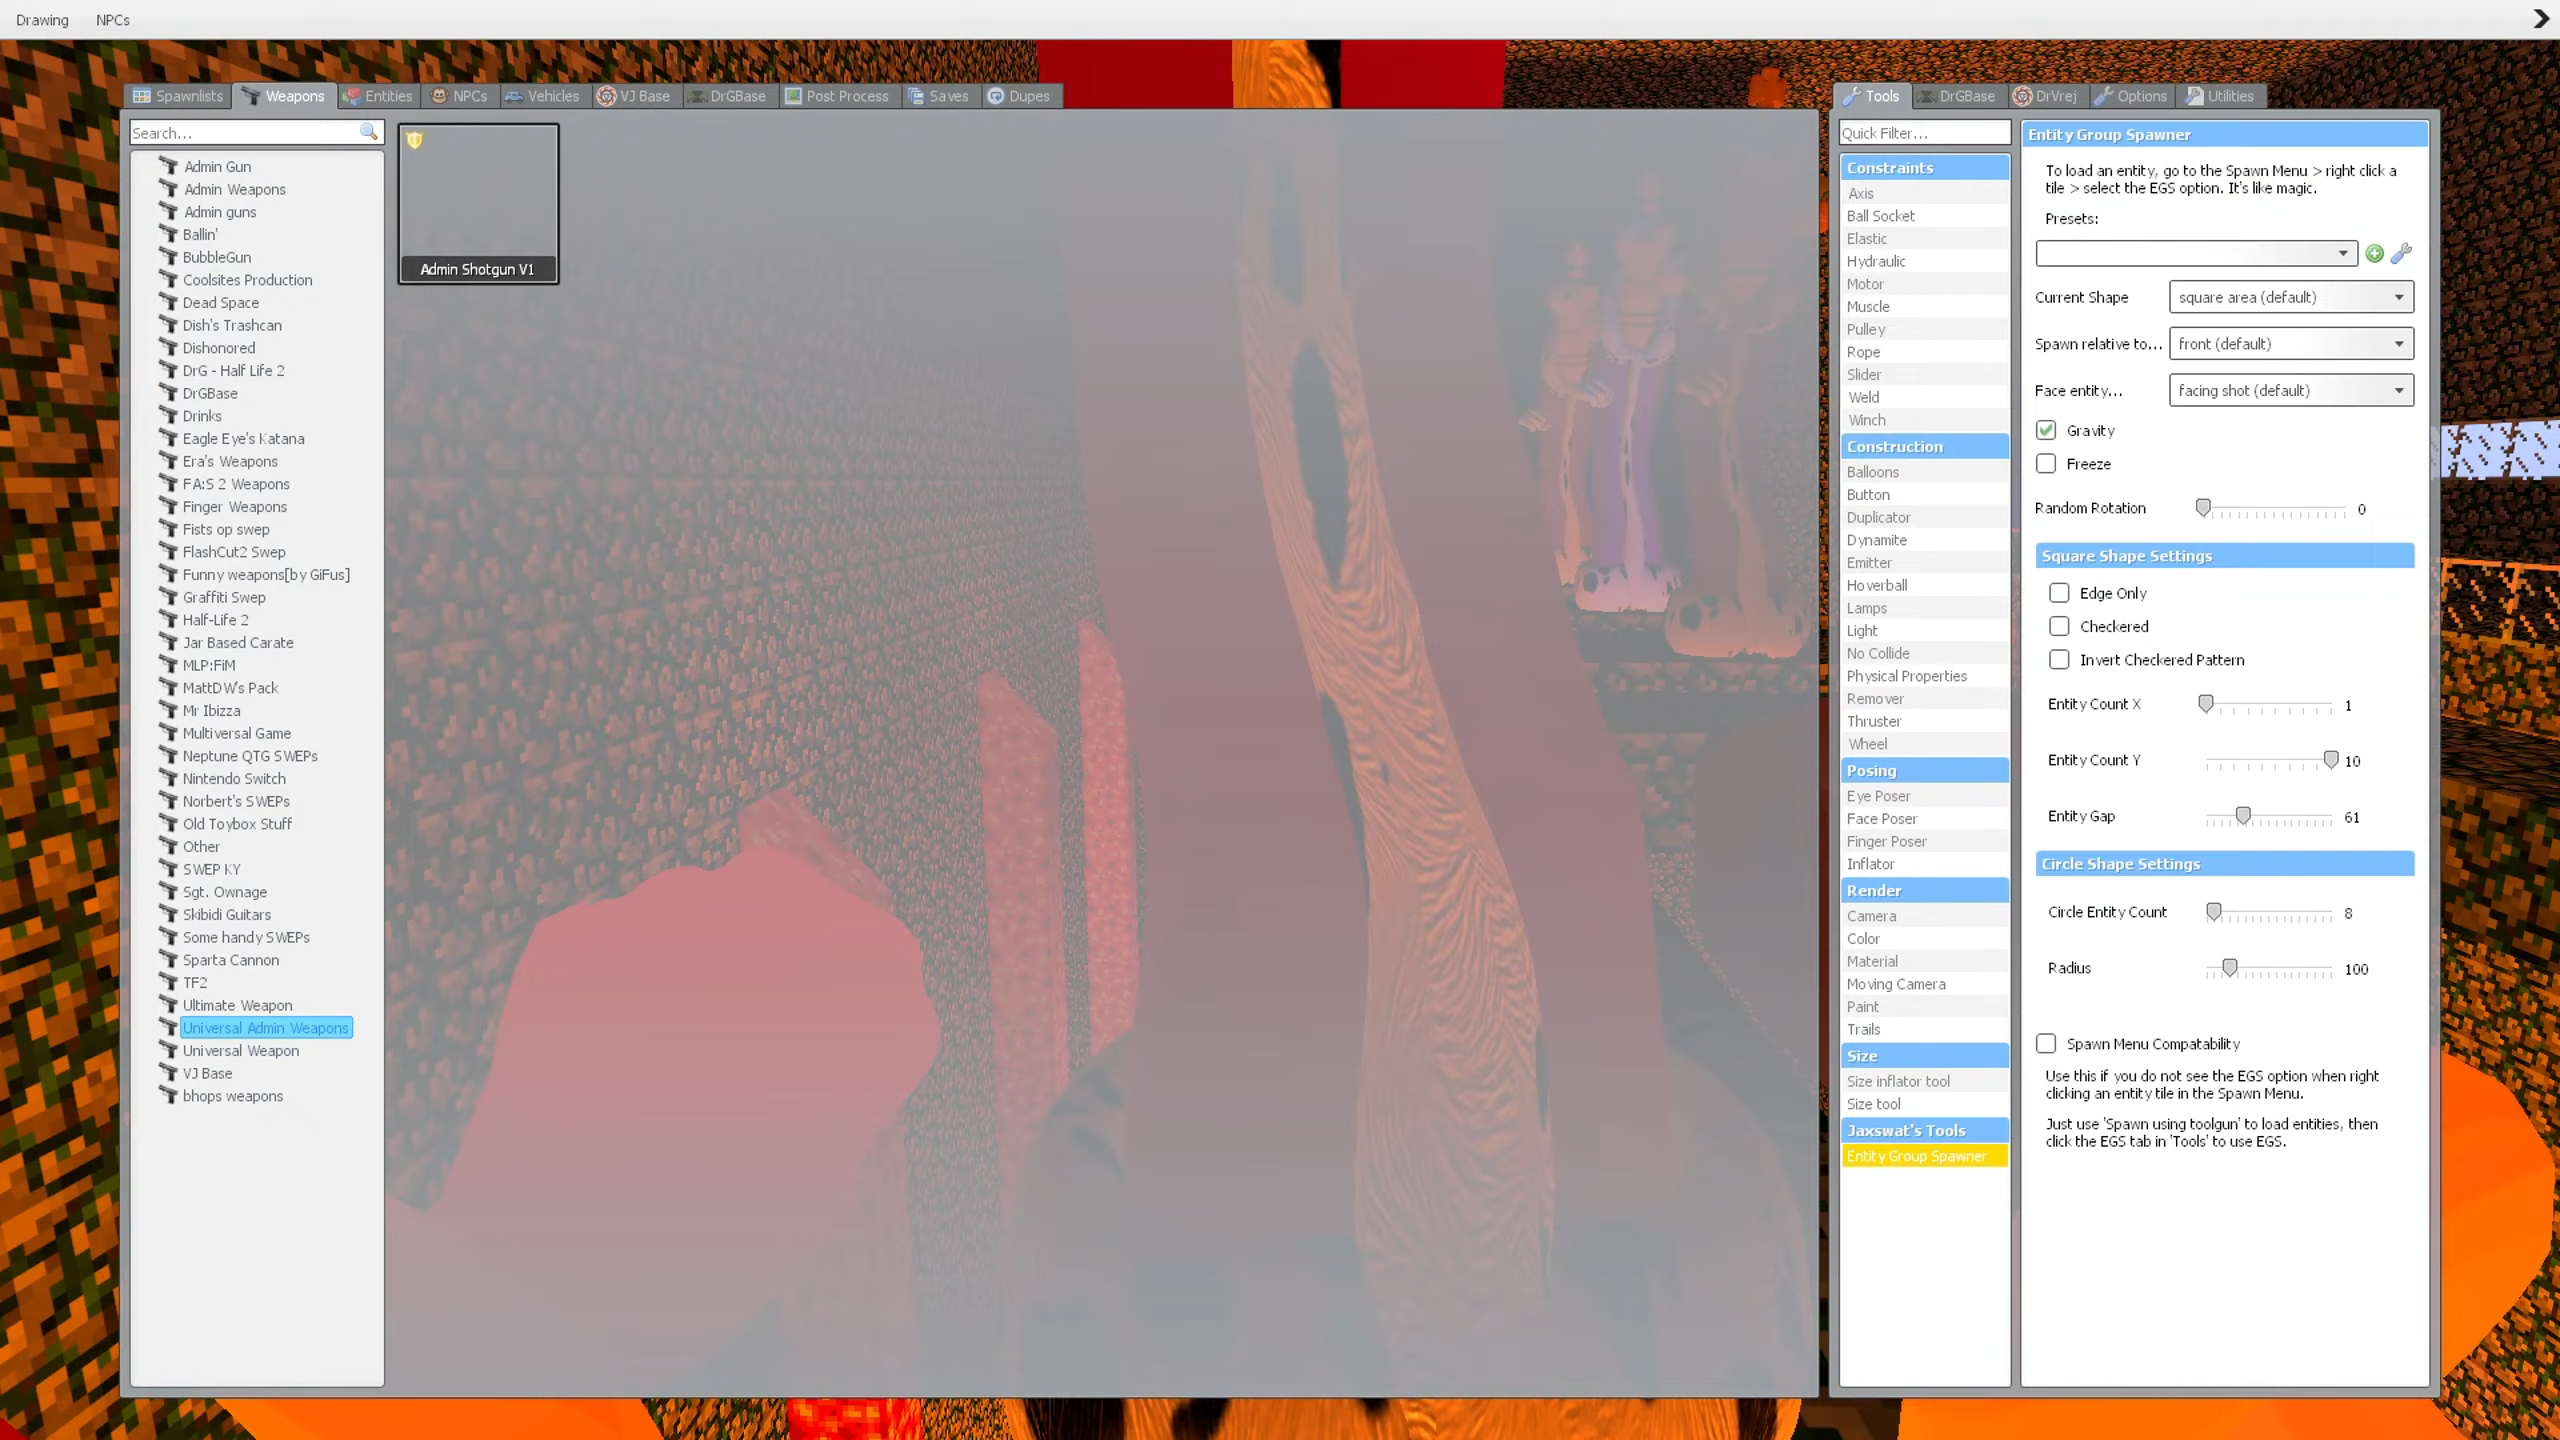 Drawing NPCs
Spawnlists Weapons Entities NPCs Vehicles VJ Base DrGBase Post Process Saves Dupes
Search...
Admin Gun
Admin Weapons
Admin guns
Ballin'
BubbleGun
Coolsites Production
Dead Space
Dish's Trashcan
Dishonored
DrG - Half Life 2
DrGBase
Drinks
Eagle Eye's Katana
Era's Weapons
FA:S 2 Weapons
Finger Weapons
Fists op swep
FlashCut2 Swep
Funny weapons[by GiFus]
Graffiti Swep
Half-Life 2
Jar Based Carate
MLP:FiM
MattDW's Pack
Mr Ibizza
Multiversal Game
Neptune QTG SWEPs
Nintendo Switch
Norbert's SWEPs
Old Toybox Stuff
Other
SWEP KY
Sgt. Ownage
Skibidi Guitars
Some handy SWEPs
Sparta Cannon
TF2
Ultimate Weapon
Universal Admin Weapons
Universal Weapon
VJ Base
bhops weapons
Admin Shotgun V1
Tools DrGBase DrVrej Options Utilities
Quick Filter...
Constraints
Axis
Ball Socket
Elastic
Hydraulic
Motor
Muscle
Pulley
Rope
Slider
Weld
Winch
Construction
Balloons
Button
Duplicator
Dynamite
Emitter
Hoverball
Lamps
Light
No Collide
Physical Properties
Remover
Thruster
Wheel
Posing
Eye Poser
Face Poser
Finger Poser
Inflator
Render
Camera
Color
Material
Moving Camera
Paint
Trails
Size
Size inflator tool
Size tool
Jaxswat's Tools
Entity Group Spawner
Entity Group Spawner
To load an entity, go to the Spawn Menu > right click a
tile > select the EGS option. It's like magic.
Presets:
Current Shape square area (default)
Spawn relative to... front (default)
Face entity... facing shot (default)
Gravity
Freeze
Random Rotation 0
Square Shape Settings
Edge Only
Checkered
Invert Checkered Pattern
Entity Count X 1
Entity Count Y 10
Entity Gap 61
Circle Shape Settings
Circle Entity Count 8
Radius 100
Spawn Menu Compatability
Use this if you do not see the EGS option when right
clicking an entity tile in the Spawn Menu.
Just use 'Spawn using toolgun' to load entities, then
click the EGS tab in 'Tools' to use EGS.